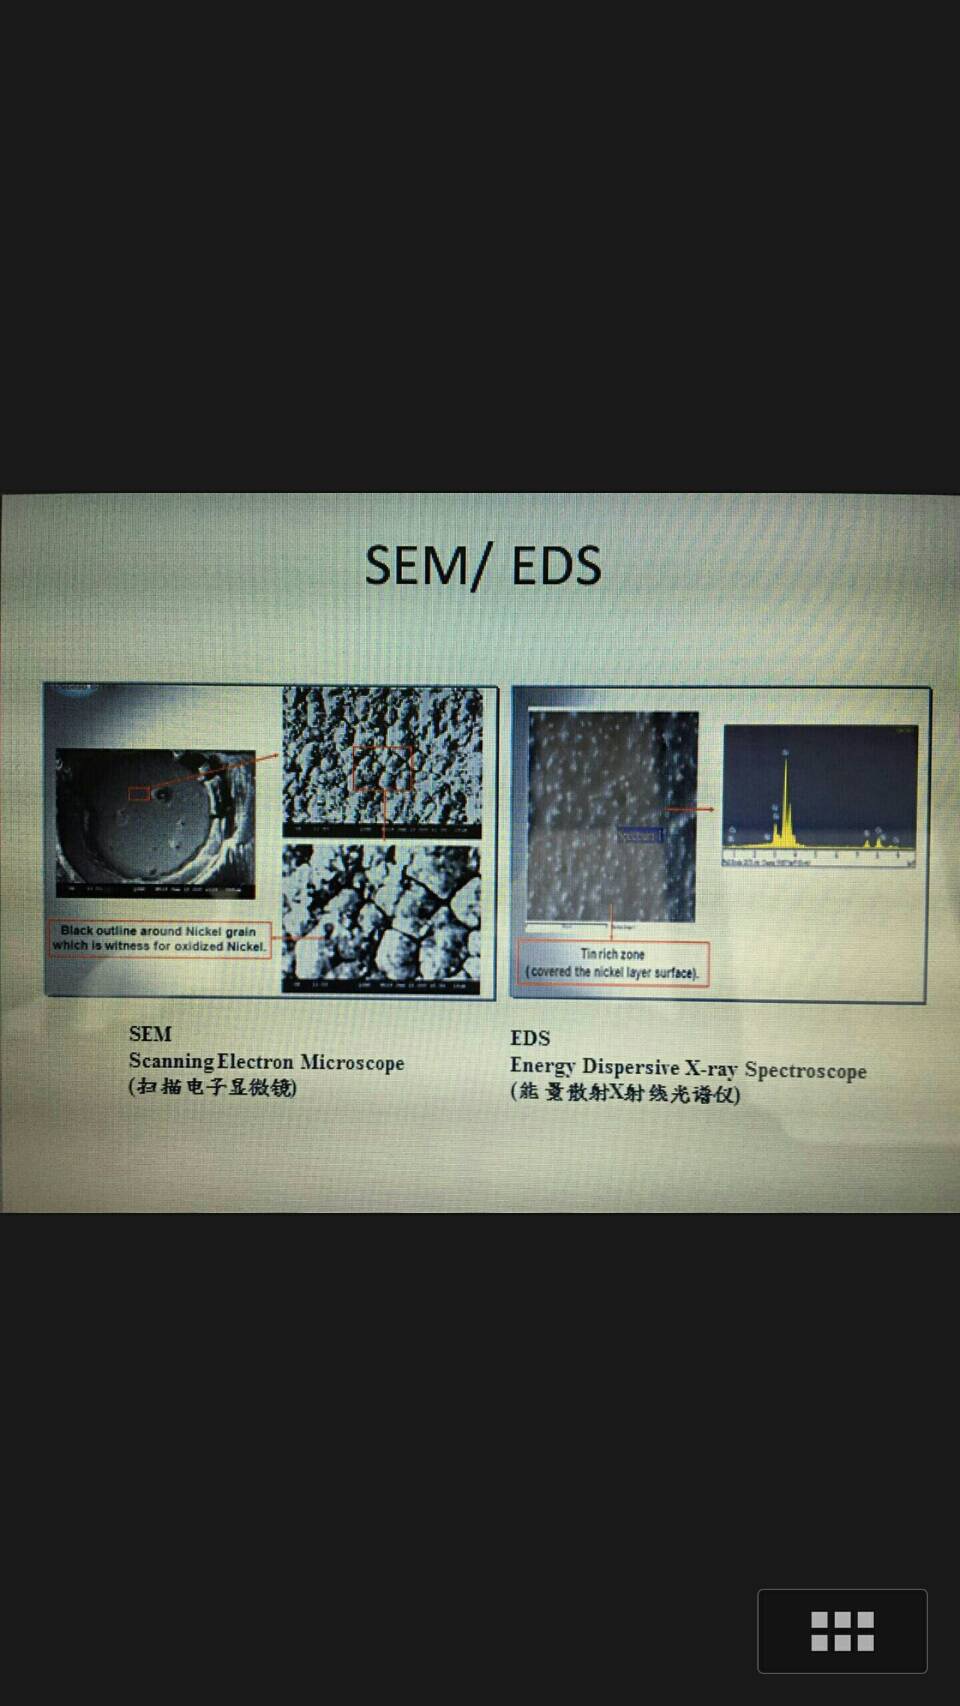 SEM/ EDS
Black outline around Nickel grain
which is witness for oxidized Nickel.
Spectrum 1
Tin rich zone
(covered the nickel layer surface).
SEM
Scanning Electron Microscope
(扫描电子显微镜)
EDS
Energy Dispersive X-ray Spectroscope
(能量散射X射线光谱仪)